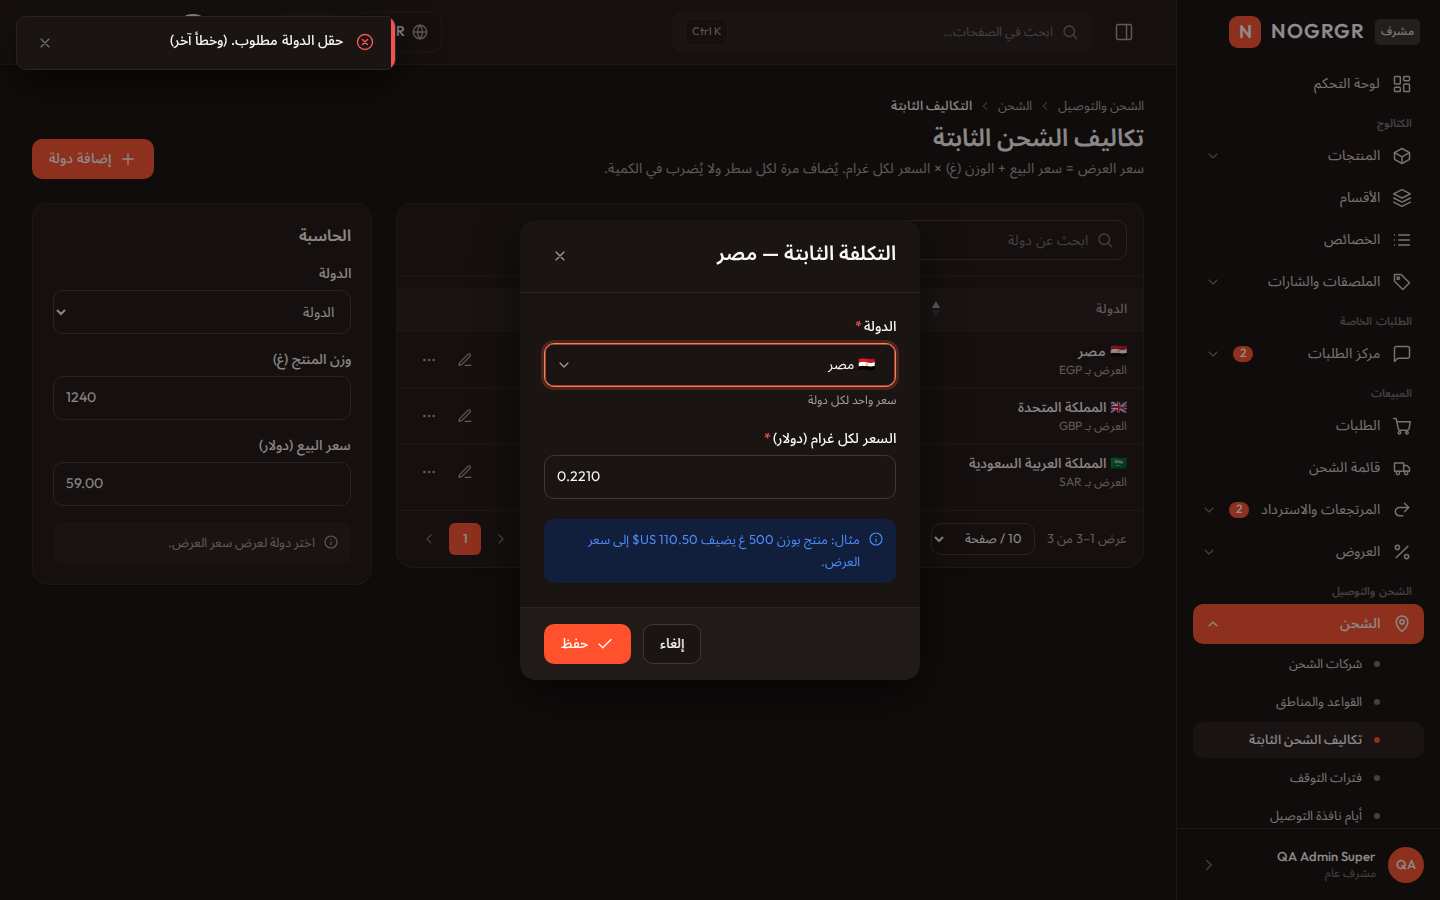 حقل الدولة مطلوب. (وخطأ آخر)
R
Ctrl K
ابحث في الصفحات...
مشرف
NOGRGR
N
لوحة التحكم
الكتالوج
المنتجات
الأقسام
الخصائص
الملصقات والشارات
الطلبات الخاصة
مركز الطلبات
2
المبيعات
الطلبات
قائمة الشحن
المرتجعات والاسترداد
2
العروض
الشحن والتوصيل
الشحن
شركات الشحن
القواعد والمناطق
تكاليف الشحن الثابتة
فترات التوقف
أيام نافذة التوصيل
QA Admin Super
مشرف عام
QA
الشحن والتوصيل
الشحن
التكاليف الثابتة
تكاليف الشحن الثابتة
سعر العرض = سعر البيع + الوزن (غ) × السعر لكل غرام. يُضاف مرة لكل سطر ولا يُضرب في الكمية.
إضافة دولة
ابحث عن دولة
الدولة
مصر
العرض بـ EGP
المملكة المتحدة
العرض بـ GBP
المملكة العربية السعودية
العرض بـ SAR
عرض 1–3 من 3
10 / صفحة
1
الحاسبة
الدولة
الدولة
وزن المنتج (غ)
1240
سعر البيع (دولار)
59.00
اختر دولة لعرض سعر العرض.
التكلفة الثابتة — مصر
الدولة *
مصر
سعر واحد لكل دولة
السعر لكل غرام (دولار) *
0.2210
مثال: منتج بوزن 500 غ يضيف 110.50 US$ إلى سعر
العرض.
إلغاء
حفظ